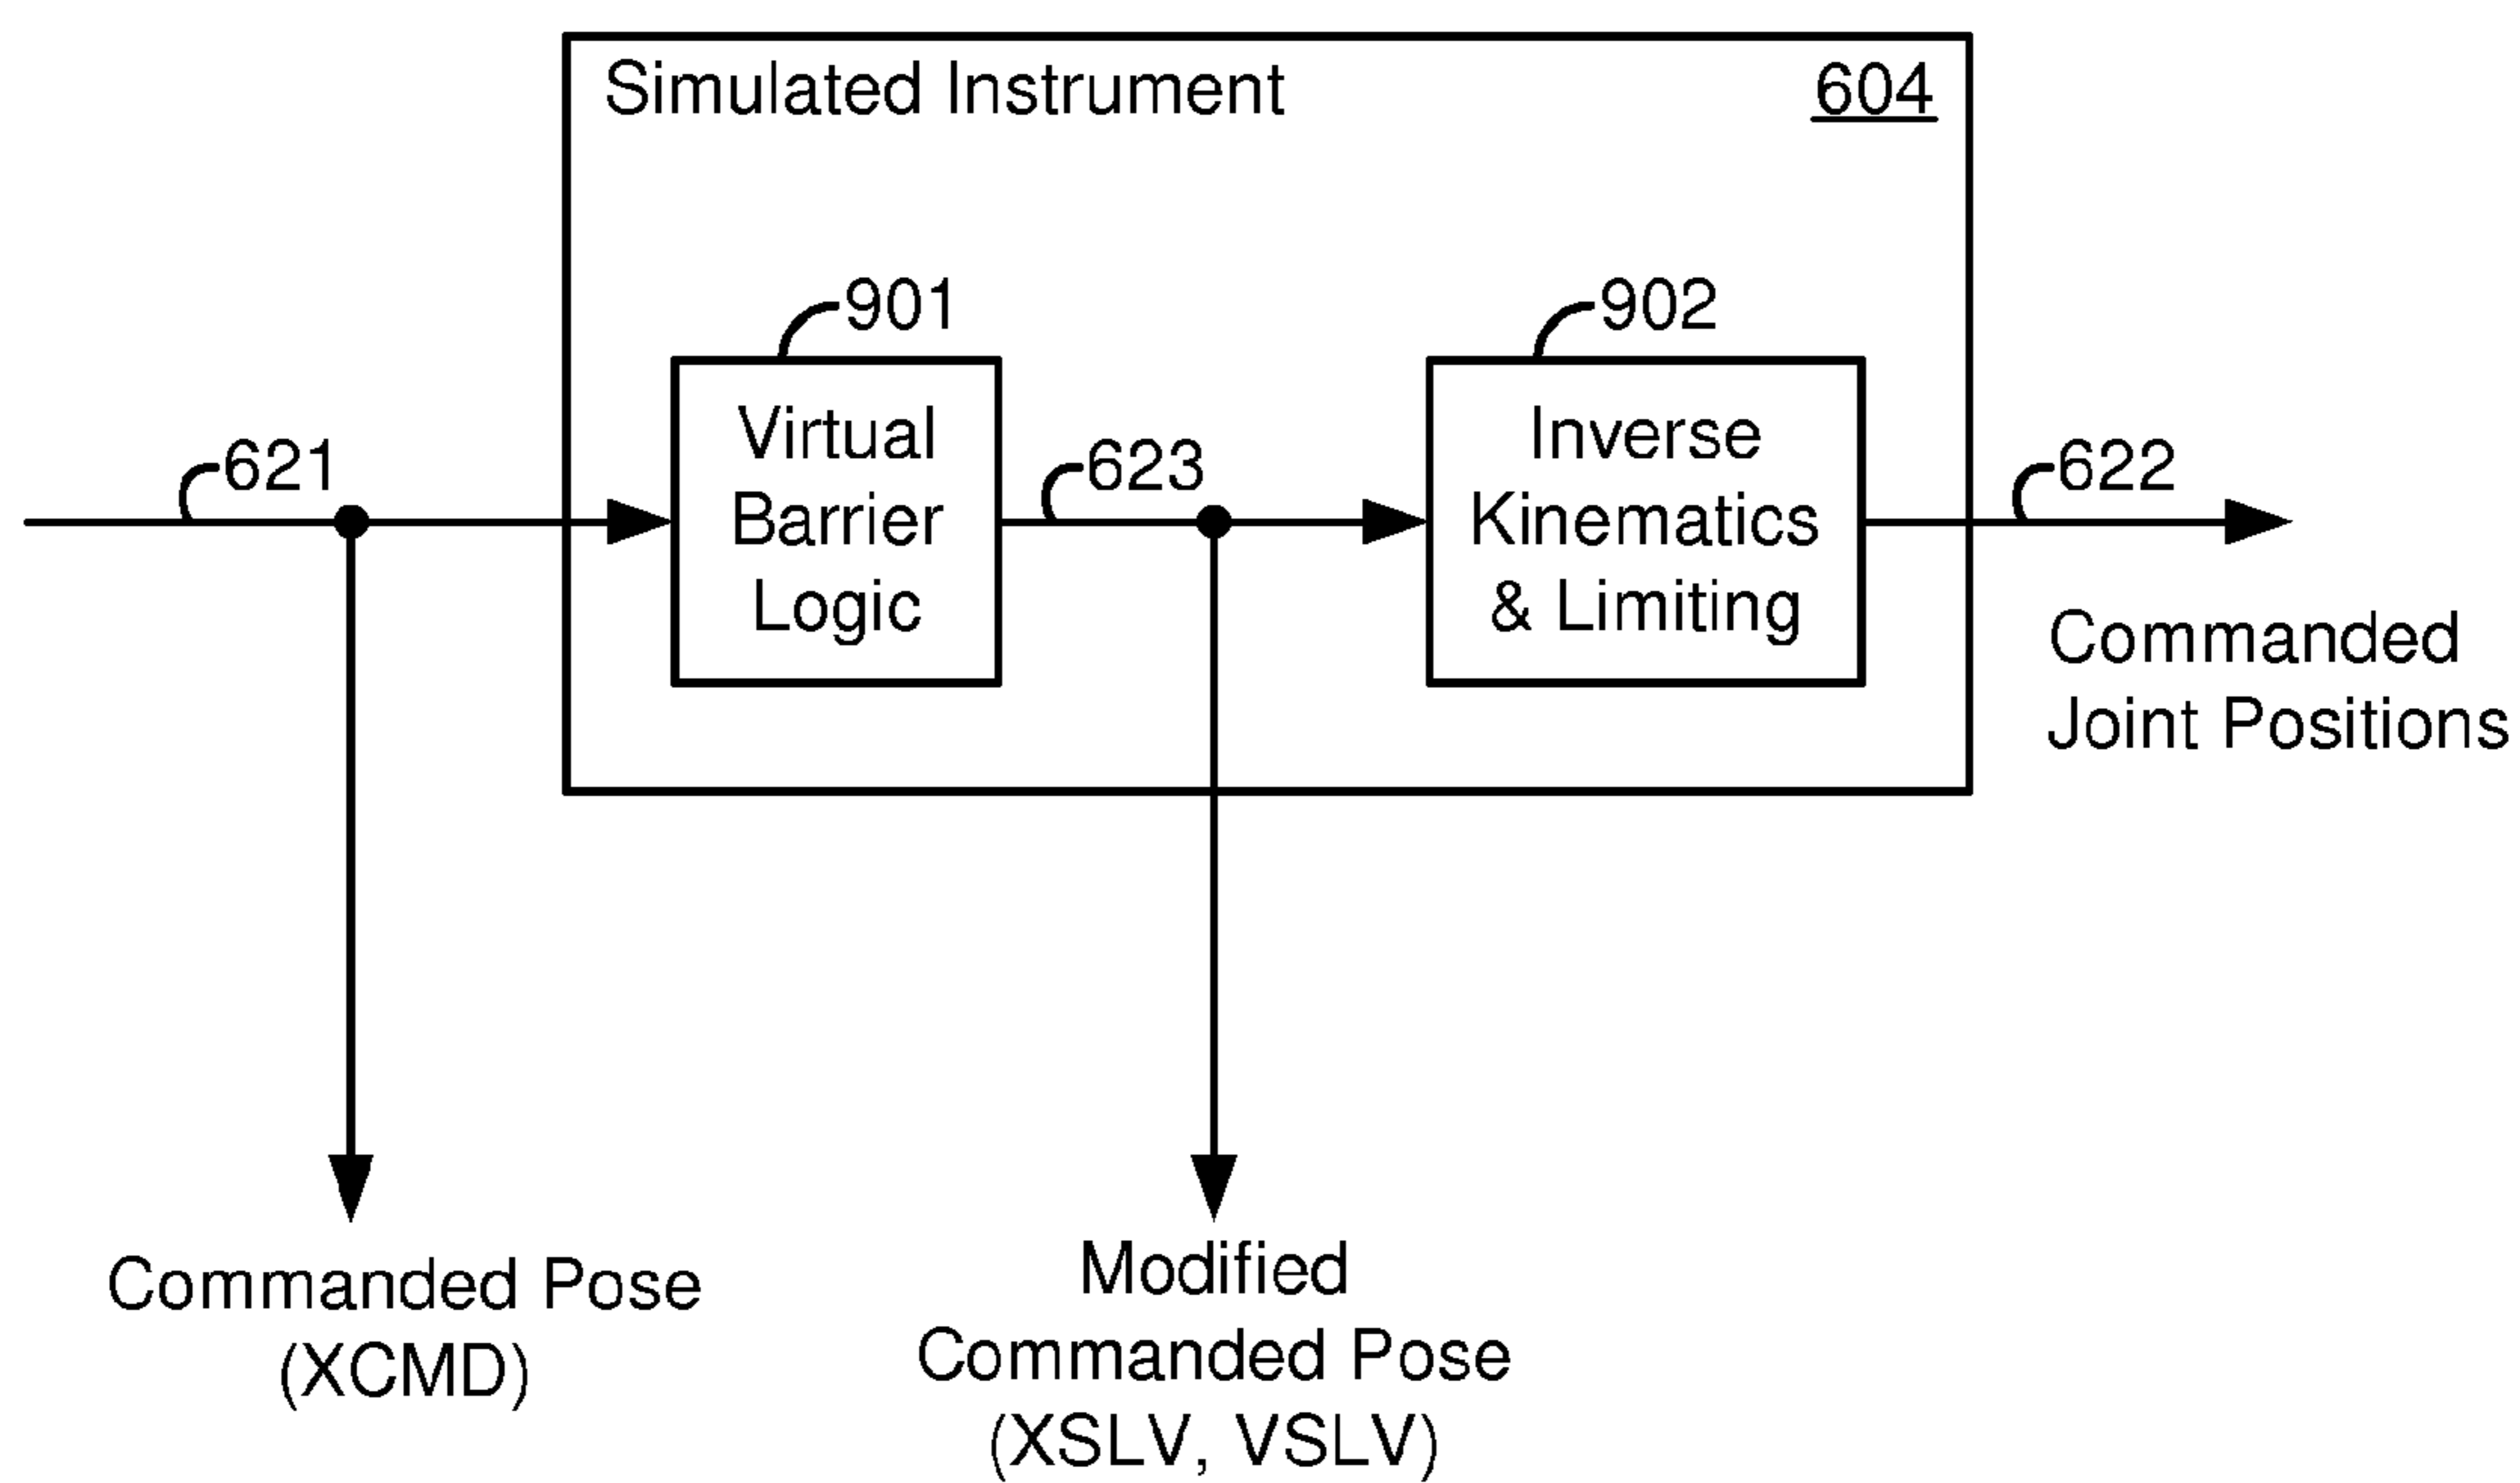 Simulated Instrument
604
901
902
Virtual
Barrier
Logic
Inverse
Kinematics
& Limiting
621
623
622
Commanded
Joint Positions
Commanded Pose
(XCMD)
Modified
Commanded Pose
(XSLV, VSLV)